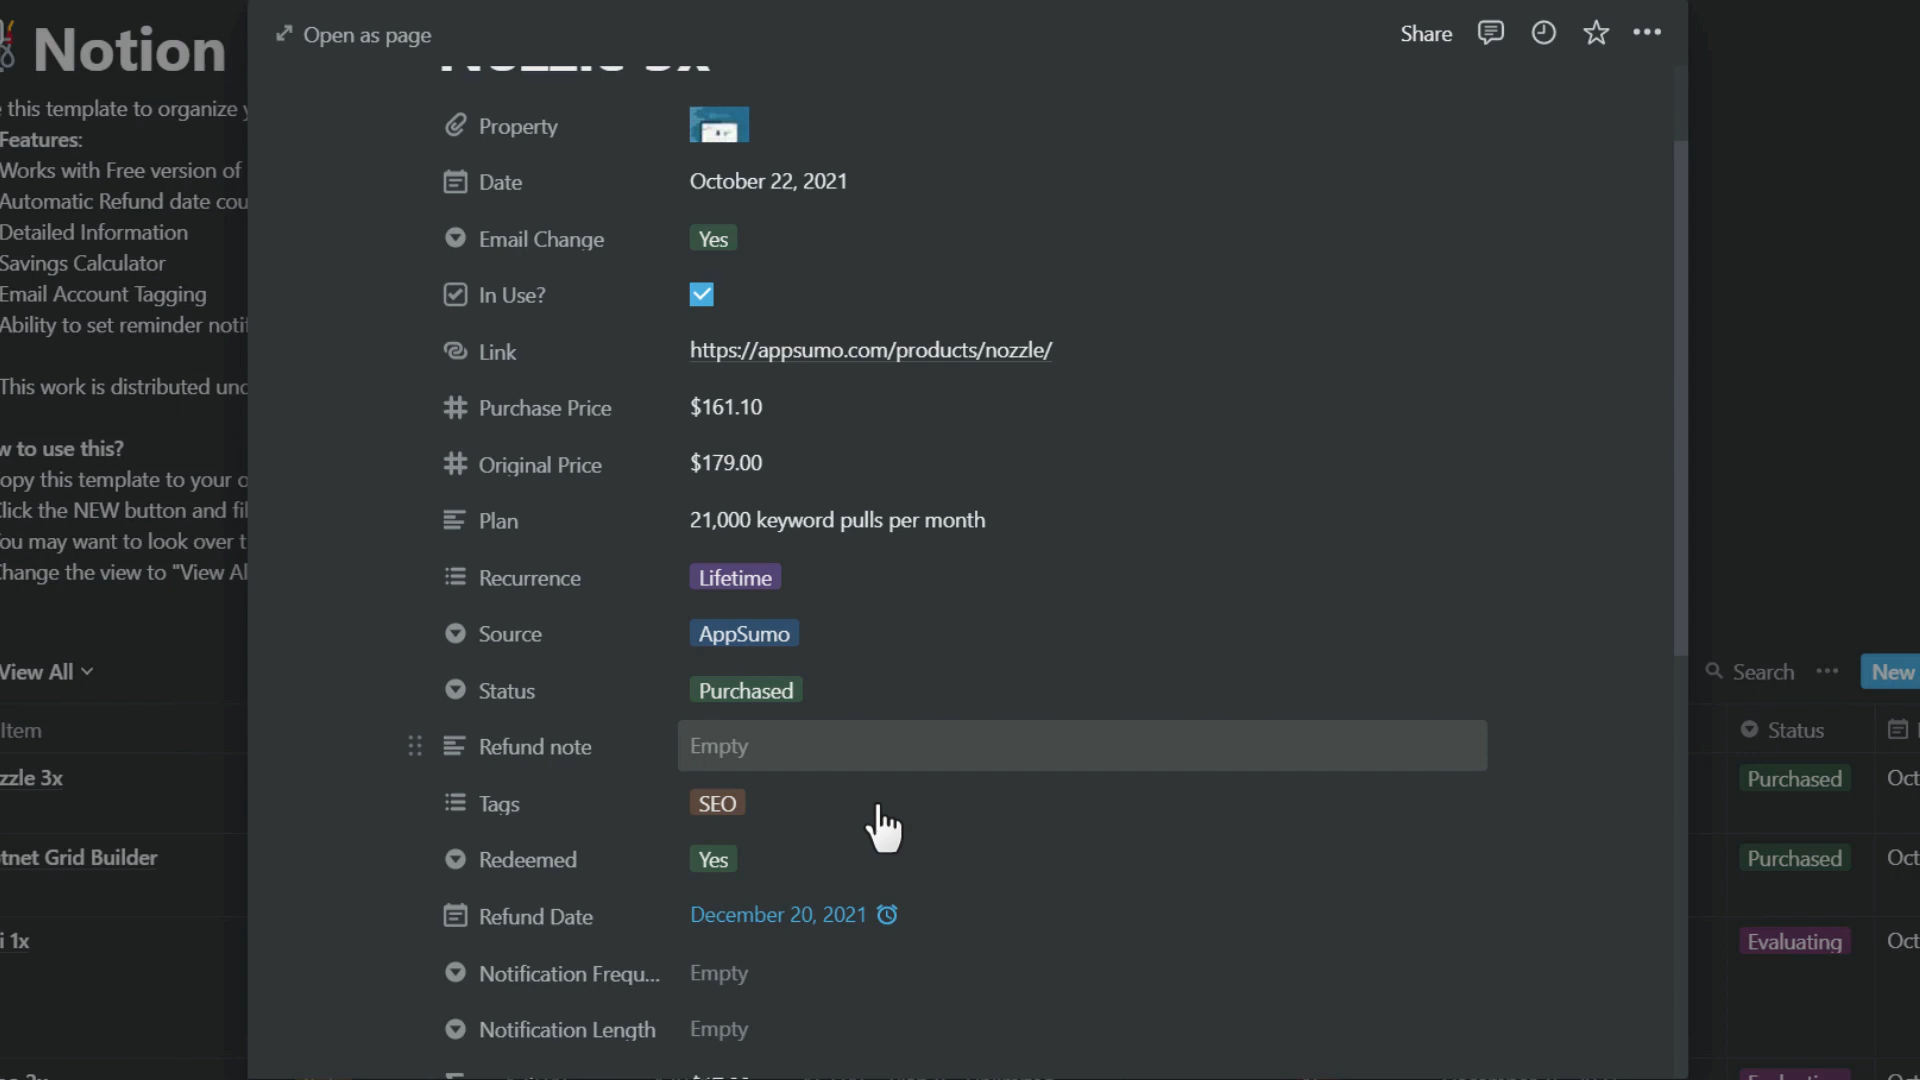 Notion
this template to organize
Features:
Works with Free version of
Automatic Refund date cou
Detailed Information
Savings Calculator
Email Account Tagging
Ability to set reminder notif
This work is distributed und
w to use this?
opy this template to your o
lick the NEW button and fil
ou may want to look over t
hange the view to "View Al
View All
Item
zzle 3x
tnet Grid Builder
i 1x
Open as page
Share
Nozzle 3x
Property
Date October 22, 2021
Email Change Yes
In Use?
Link https://appsumo.com/products/nozzle/
Purchase Price $161.10
Original Price $179.00
Plan 21,000 keyword pulls per month
Recurrence Lifetime
Source AppSumo
Status Purchased
Refund note Empty
Tags SEO
Redeemed Yes
Refund Date December 20, 2021
Notification Frequ... Empty
Notification Length Empty
Search
New
Status
Purchased Oct
Purchased Oct
Evaluating Oct